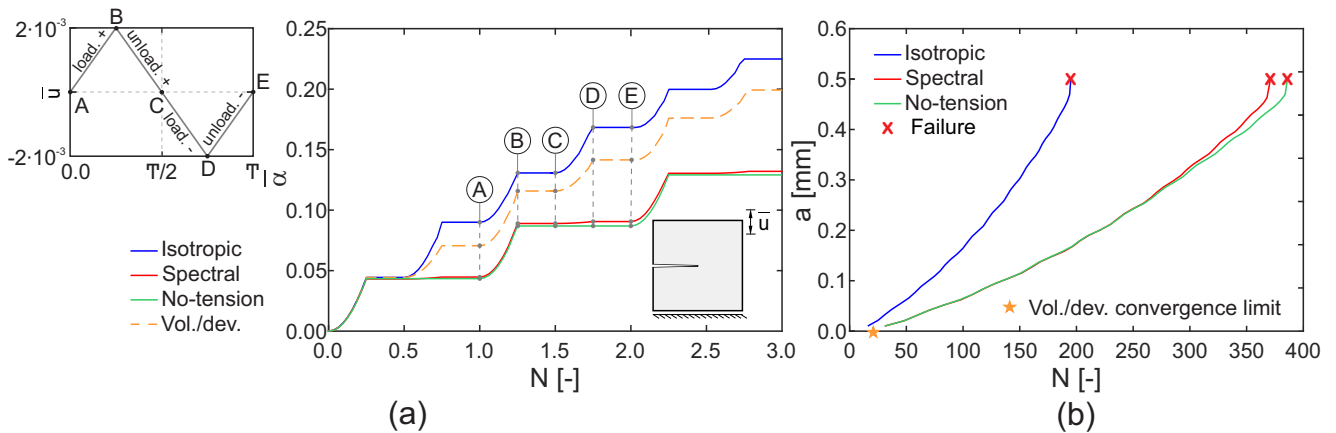 2·10⁻³
B
load. +
unload. +
u̅
A
C
E
load. -
unload. -
-2·10⁻³
D
0.0
T/2
T
α̅
0.25
0.20
0.15
0.10
0.05
0.00
0.0
0.5
1.0
1.5
2.0
2.5
3.0
N [-]
A
B
C
D
E
u̅
Isotropic
Spectral
No-tension
Vol./dev.
(a)
a [mm]
0.6
0.5
0.4
0.3
0.2
0.1
0.0
0
50
100
150
200
250
300
350
400
N [-]
Isotropic
Spectral
No-tension
Failure
Vol./dev. convergence limit
(b)